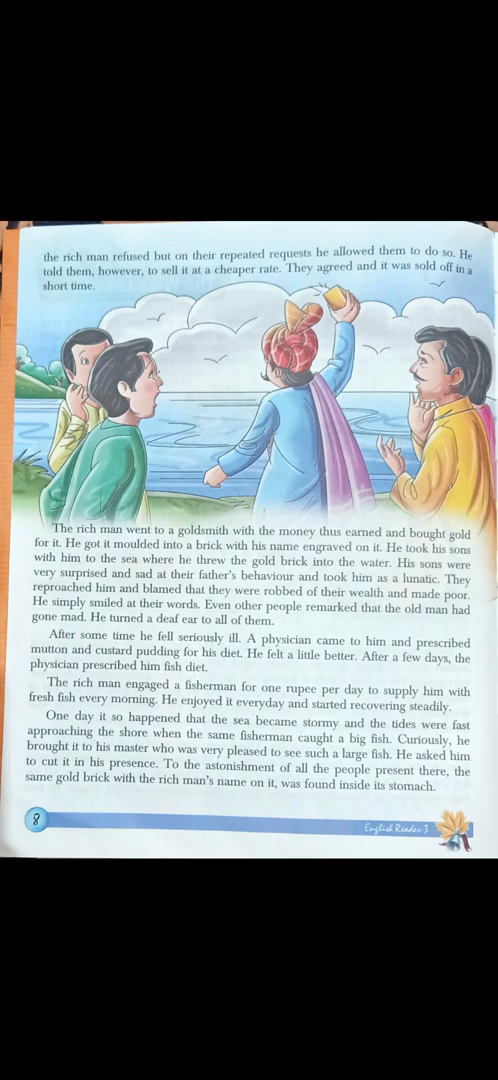 the rich man refused but on their repeated requests he allowed them to do so. He
told them, however, to sell it at a cheaper rate. They agreed and it was sold off in a
short time.
The rich man went to a goldsmith with the money thus earned and bought gold
for it. He got it moulded into a brick with his name engraved on it. He took his sons
with him to the sea where he threw the gold brick into the water. His sons were
very surprised and sad at their father's behaviour and took him as a lunatic. They
reproached him and blamed that they were robbed of their wealth and made poor.
He simply smiled at their words. Even other people remarked that the old man had
gone mad. He turned a deaf ear to all of them.
After some time he fell seriously ill. A physician came to him and prescribed
mutton and custard pudding for his diet. He felt a little better. After a few days, the
physician prescribed him fish diet.
The rich man engaged a fisherman for one rupee per day to supply him with
fresh fish every morning. He enjoyed it everyday and started recovering steadily.
One day it so happened that the sea became stormy and the tides were fast
approaching the shore when the same fisherman caught a big fish. Curiously, he
brought it to his master who was very pleased to see such a large fish. He asked him
to cut it in his presence. To the astonishment of all the people present there, the
same gold brick with the rich man's name on it, was found inside its stomach.
8
English Reader-3